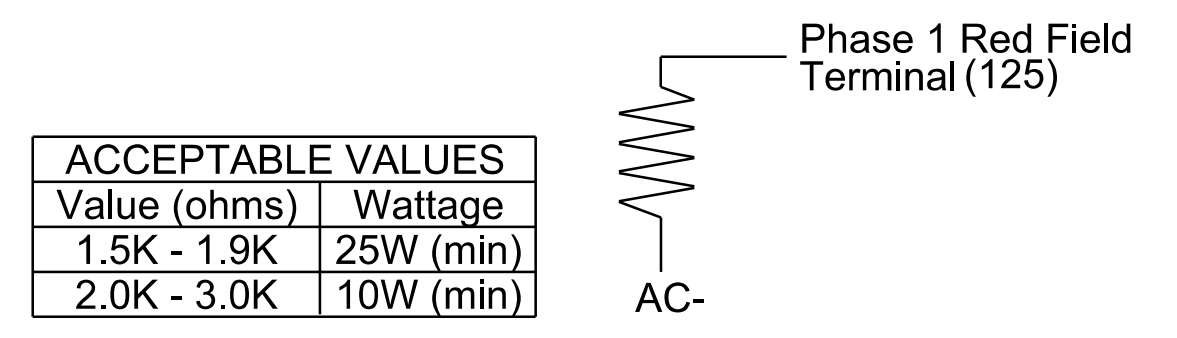 Phase 1 Red Field
Terminal (125)
ACCEPTABLE VALUES
Value (ohms) Wattage
1.5K - 1.9K 25W (min)
2.0K - 3.0K 10W (min)
AC-